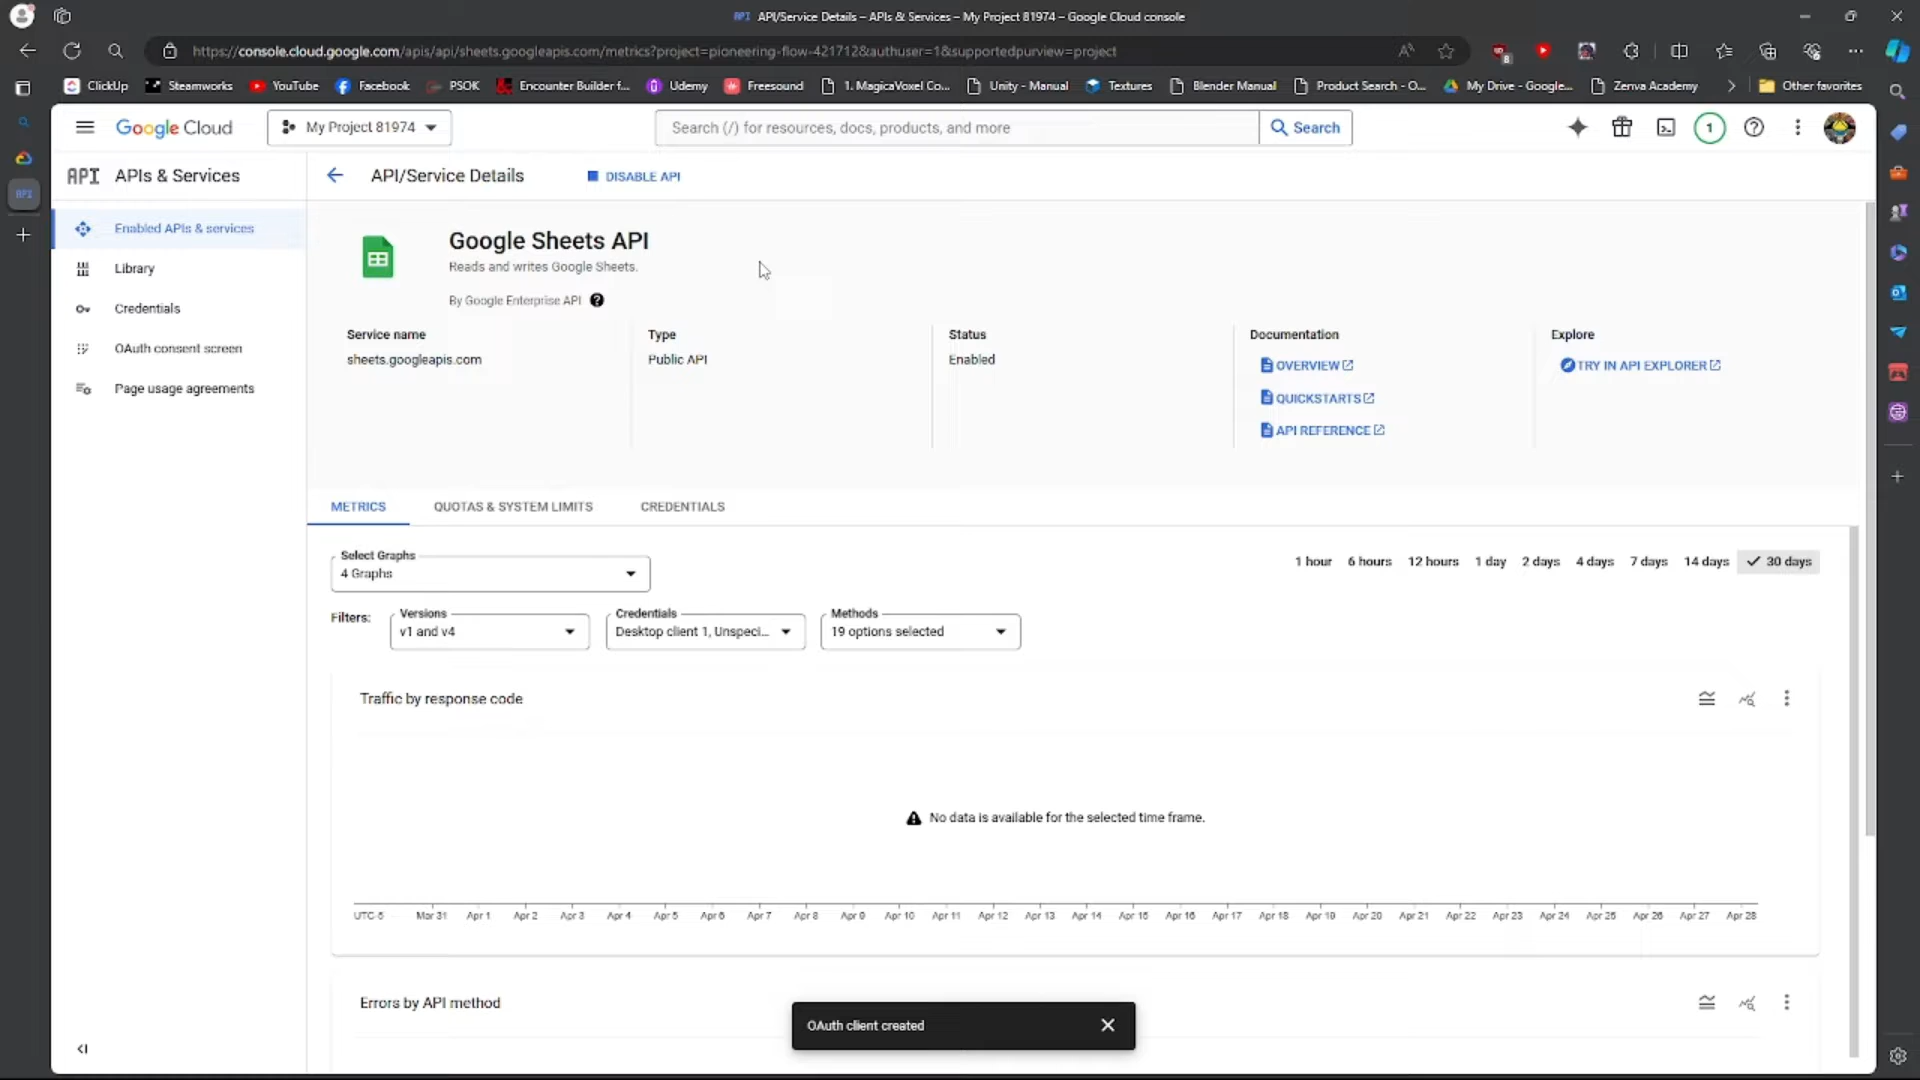 API API/Service Details – APIs & Services – My Project 81974 – Google Cloud console
https://console.cloud.google.com/apis/api/sheets.googleapis.com/metrics?project=pioneering-flow-421712&authuser=1&supportedpurview=project
8
ClickUp Steamworks YouTube Facebook PSOK Encounter Builder f... Udemy Freesound 1. MagicaVoxel Co... Unity - Manual Textures Blender Manual Product Search - O... My Drive - Google... Zenva Academy Other favorites
Google Cloud My Project 81974 Search (/) for resources, docs, products, and more Search 1
API APIs & Services API/Service Details DISABLE API
API
Enabled APIs & services
Library
Credentials
OAuth consent screen
Page usage agreements
Google Sheets API
Reads and writes Google Sheets.
By Google Enterprise API
Service name Type Status Documentation Explore
sheets.googleapis.com Public API Enabled OVERVIEW TRY IN API EXPLORER
QUICKSTARTS
API REFERENCE
METRICS QUOTAS & SYSTEM LIMITS CREDENTIALS
Select Graphs
4 Graphs
1 hour 6 hours 12 hours 1 day 2 days 4 days 7 days 14 days 30 days
Filters: Versions Credentials Methods
v1 and v4 Desktop client 1, Unspeci... 19 options selected
Traffic by response code
No data is available for the selected time frame.
UTC-5 Mar 31 Apr 1 Apr 2 Apr 3 Apr 4 Apr 5 Apr 6 Apr 7 Apr 8 Apr 9 Apr 10 Apr 11 Apr 12 Apr 13 Apr 14 Apr 15 Apr 16 Apr 17 Apr 18 Apr 19 Apr 20 Apr 21 Apr 22 Apr 23 Apr 24 Apr 25 Apr 26 Apr 27 Apr 28
Errors by API method
OAuth client created